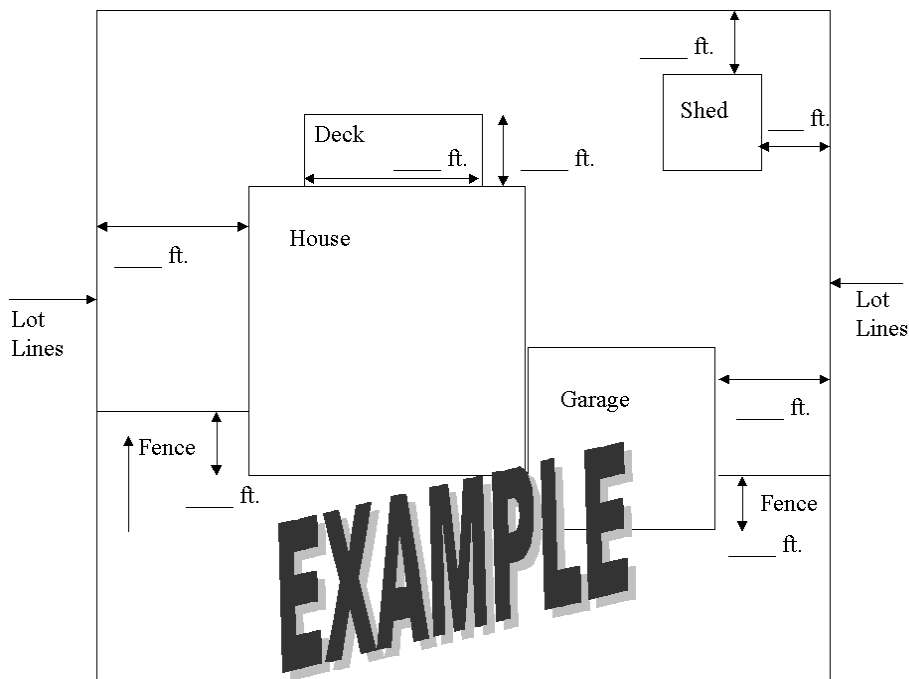 ____ ft.
Shed
____ ft.
Deck
____ ft.
____ ft.
House
____ ft.
Lot
Lines
Lot
Lines
Garage
____ ft.
Fence
____ ft.
Fence
____ ft.
EXAMPLE